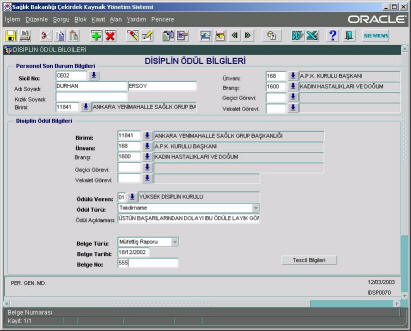 Sağlık Bakanlığı Çekirdek Kaynak Yönetim Sistemi
İşlem Düzenle Sorgu Blok Kayıt Alan Yardım Pencere
ORACLE
SIEMENS
DİSİPLİN ÖDÜL BİLGİLERİ
DİSİPLİN ÖDÜL BİLGİLERİ
Personel Son Durum Bilgileri
Sicil No: CE02
Adı Soyadı: DURHAN ERSOY
Kızlık Soyadı:
Birimi: 11841 ANKARA YENİMAHALLE SAĞLK GRUP BA
Ünvanı: 168 A.P.K. KURULU BAŞKANI
Branşı: 1600 KADIN HASTALIKLARI VE DOĞUM
Geçici Görevi:
Vekalet Görevi:
Disiplin Ödül Bilgileri
Birimi: 11841 ANKARA YENİMAHALLE SAĞLK GRUP BAŞKANLIĞI
Ünvanı: 168 A.P.K. KURULU BAŞKANI
Branşı: 1600 KADIN HASTALIKLARI VE DOĞUM
Geçici Görevi:
Vekalet Görevi:
Ödülü Veren: 01 YÜKSEK DİSİPLİN KURULU
Ödül Türü: Takdirname
Ödül Açıklaması: ÜSTÜN BAŞARILARINDAN DOLAYI BU ÖDÜLE LAYIK GÖR
Belge Türü: Müfettiş Raporu
Belge Tarihi: 18/12/2002
Belge No: 555
Tescil Bilgileri
PER. GEN. MD.
12/03/2003
IDSP0070
Belge Numarası
Kayıt: 1/1